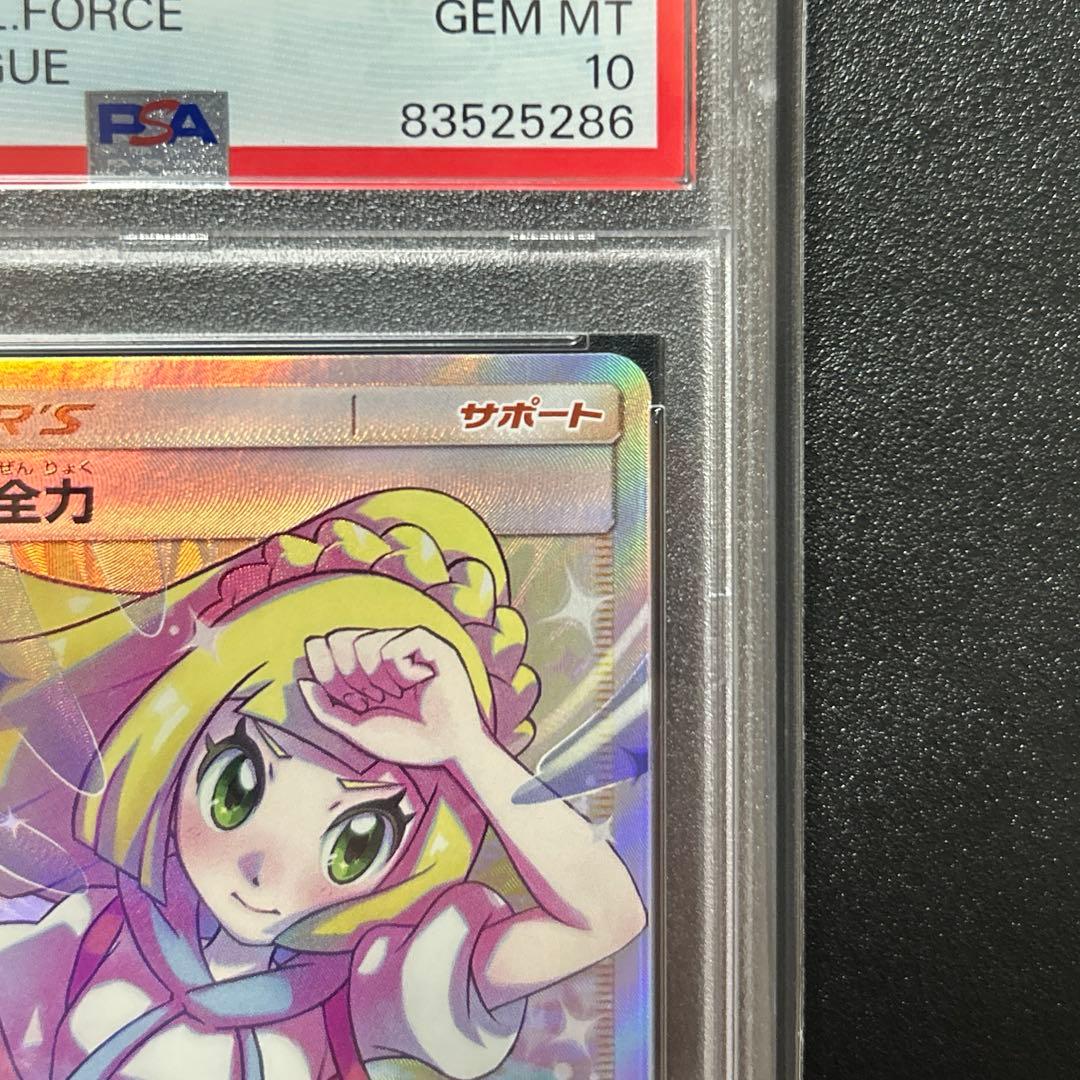 L.FORCE GEM MT
GUE 10
PSA 83525286
R'S サポート
ぜん りょく
全力